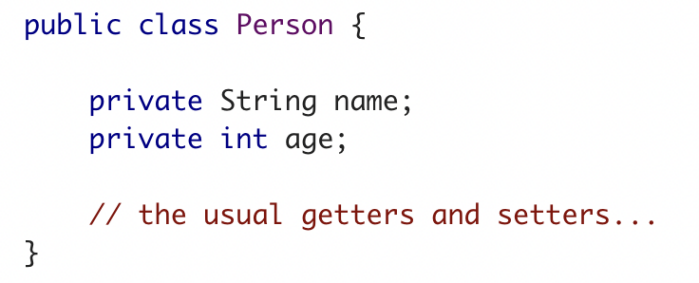 public class Person {
private String name;
private int age;
// the usual getters and setters...
}